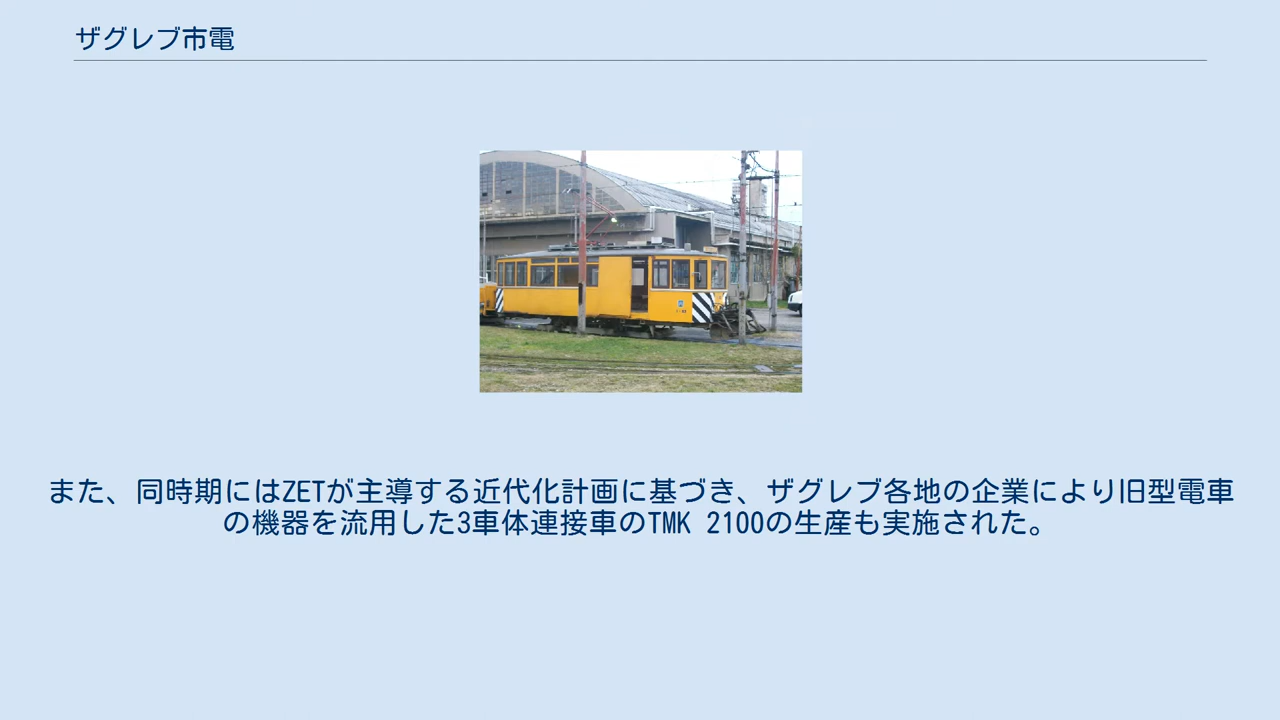 ザグレブ市電
また、同時期にはZETが主導する近代化計画に基づき、ザグレブ各地の企業により旧型電車
の機器を流用した3車体連接車のTMK 2100の生産も実施された。